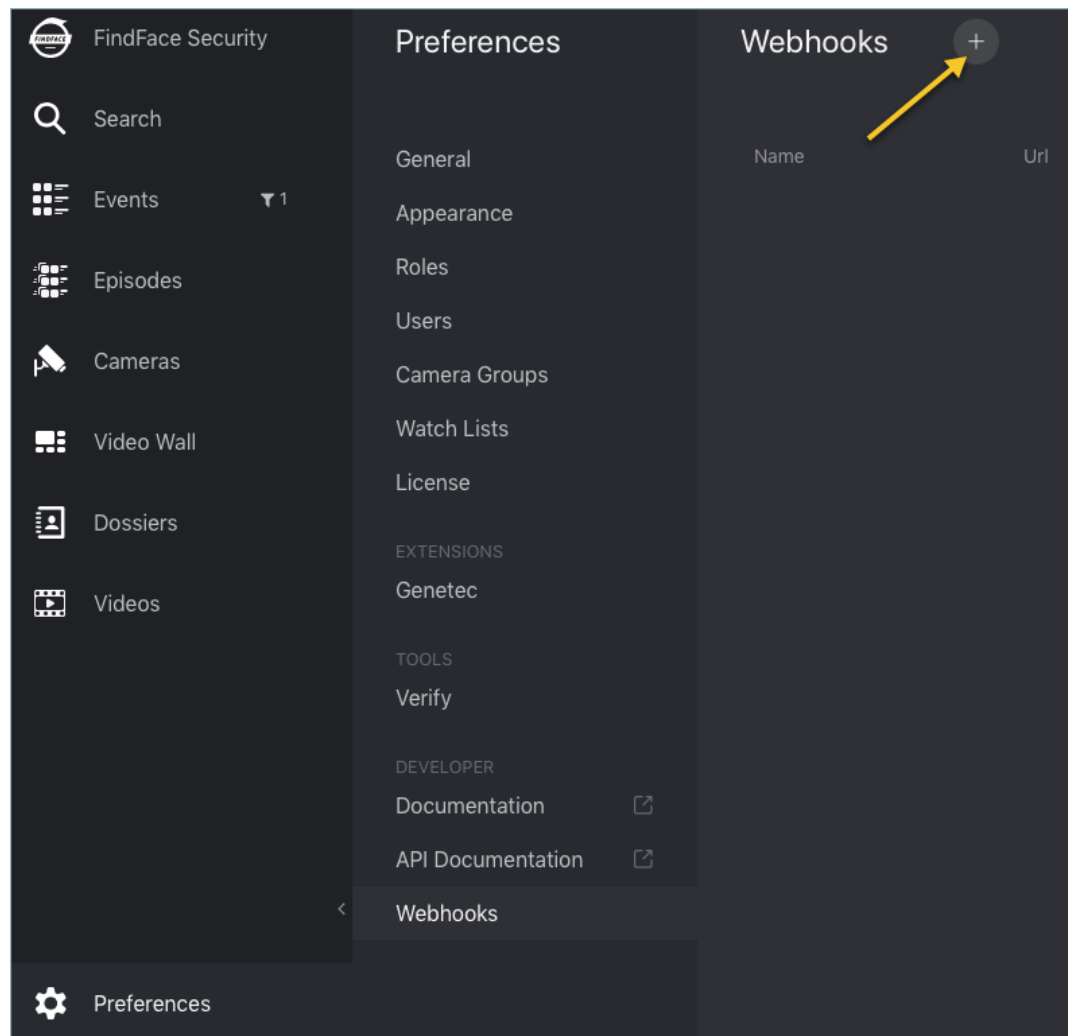 FINDFACE
FindFace Security
Search
Events 1
Episodes
Cameras
Video Wall
Dossiers
Videos
Preferences
Preferences
General
Appearance
Roles
Users
Camera Groups
Watch Lists
License
EXTENSIONS
Genetec
TOOLS
Verify
DEVELOPER
Documentation
API Documentation
Webhooks
Webhooks +
Name Url